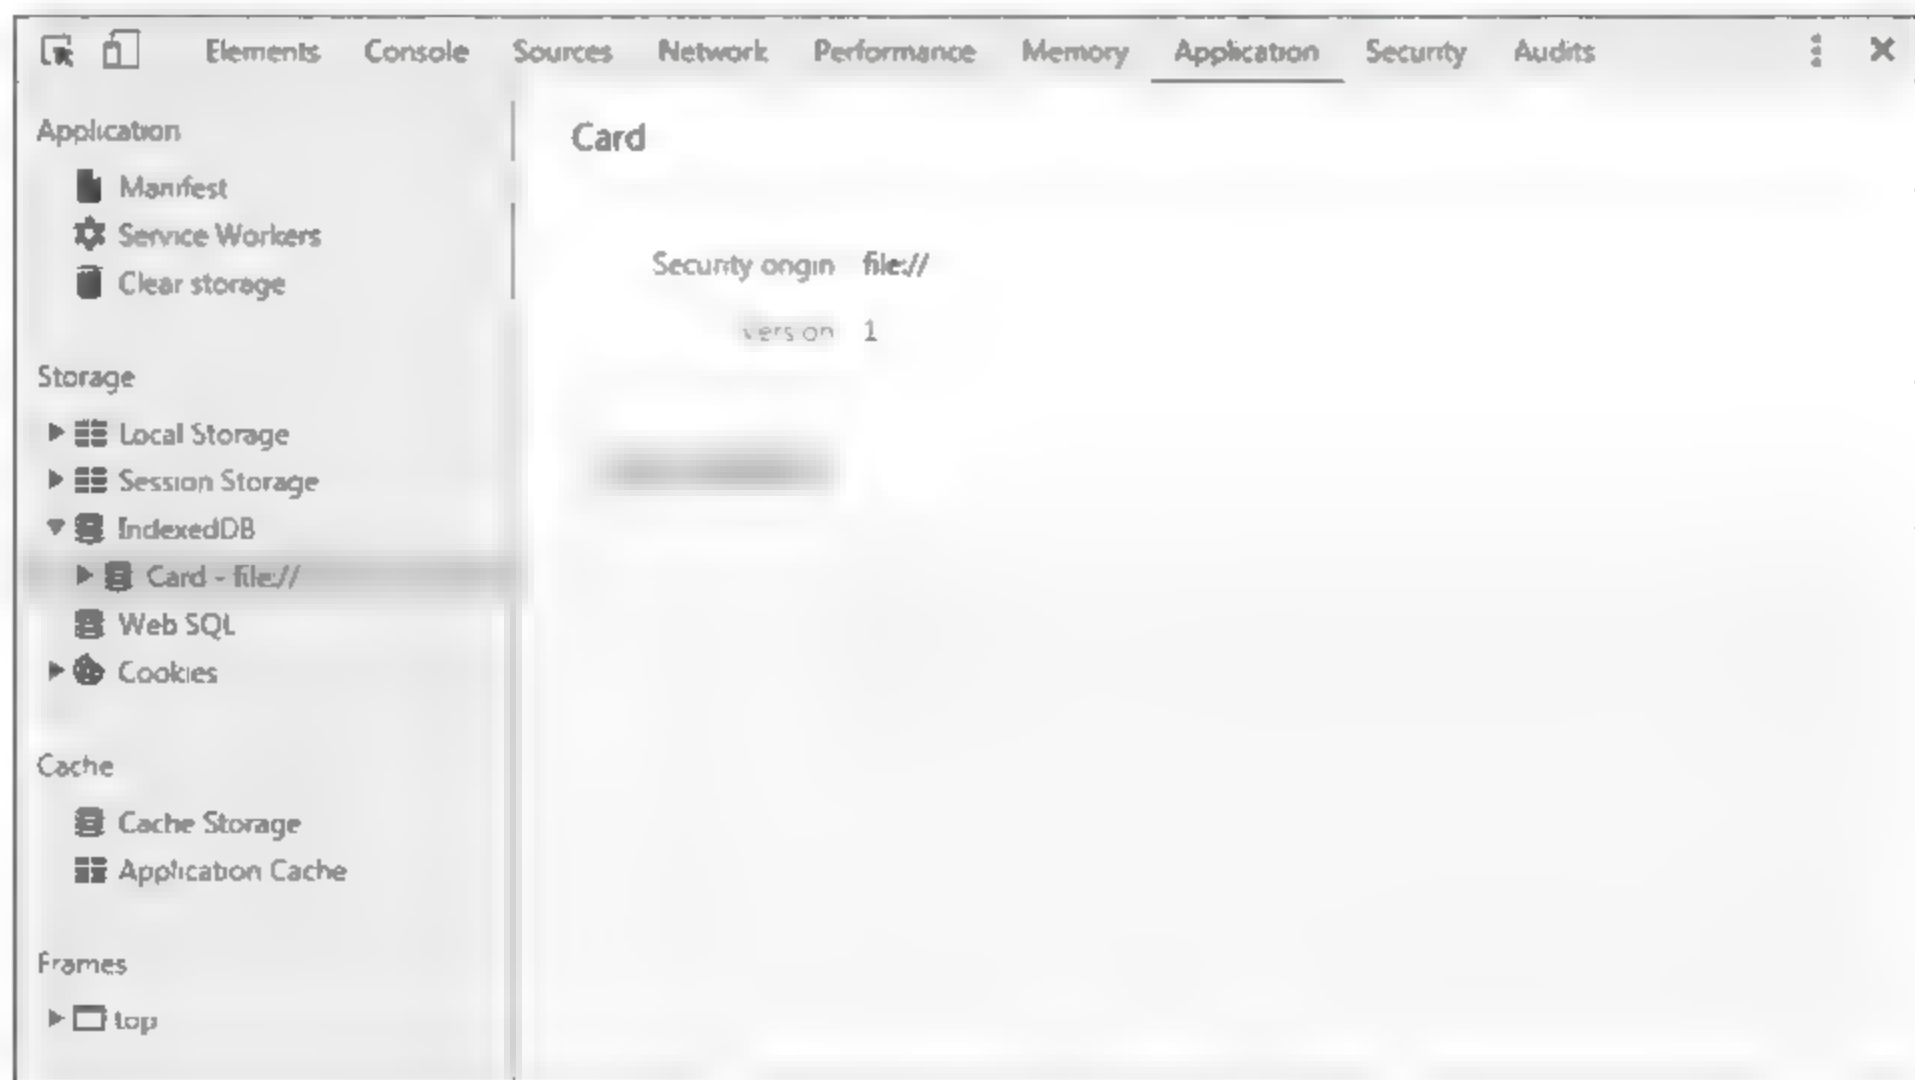 Elements Console Sources Network Performance Memory Application Security Audits
Application
Manifest
Service Workers
Clear storage
Storage
Local Storage
Session Storage
IndexedDB
Card - file://
Web SQL
Cookies
Cache
Cache Storage
Application Cache
Frames
top
Card
Security origin file://
Version 1